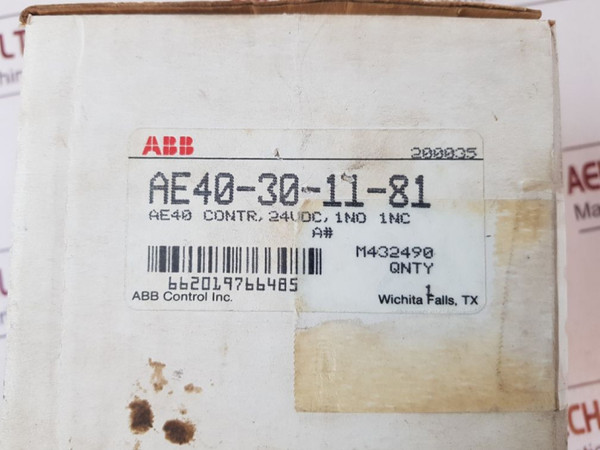 ABB
200035
AE40-30-11-81
AE40 CONTR, 24VDC, 1NO 1NC
A#
M432490
QNTY
1
662019766485
ABB Control Inc.
Wichita Falls, TX